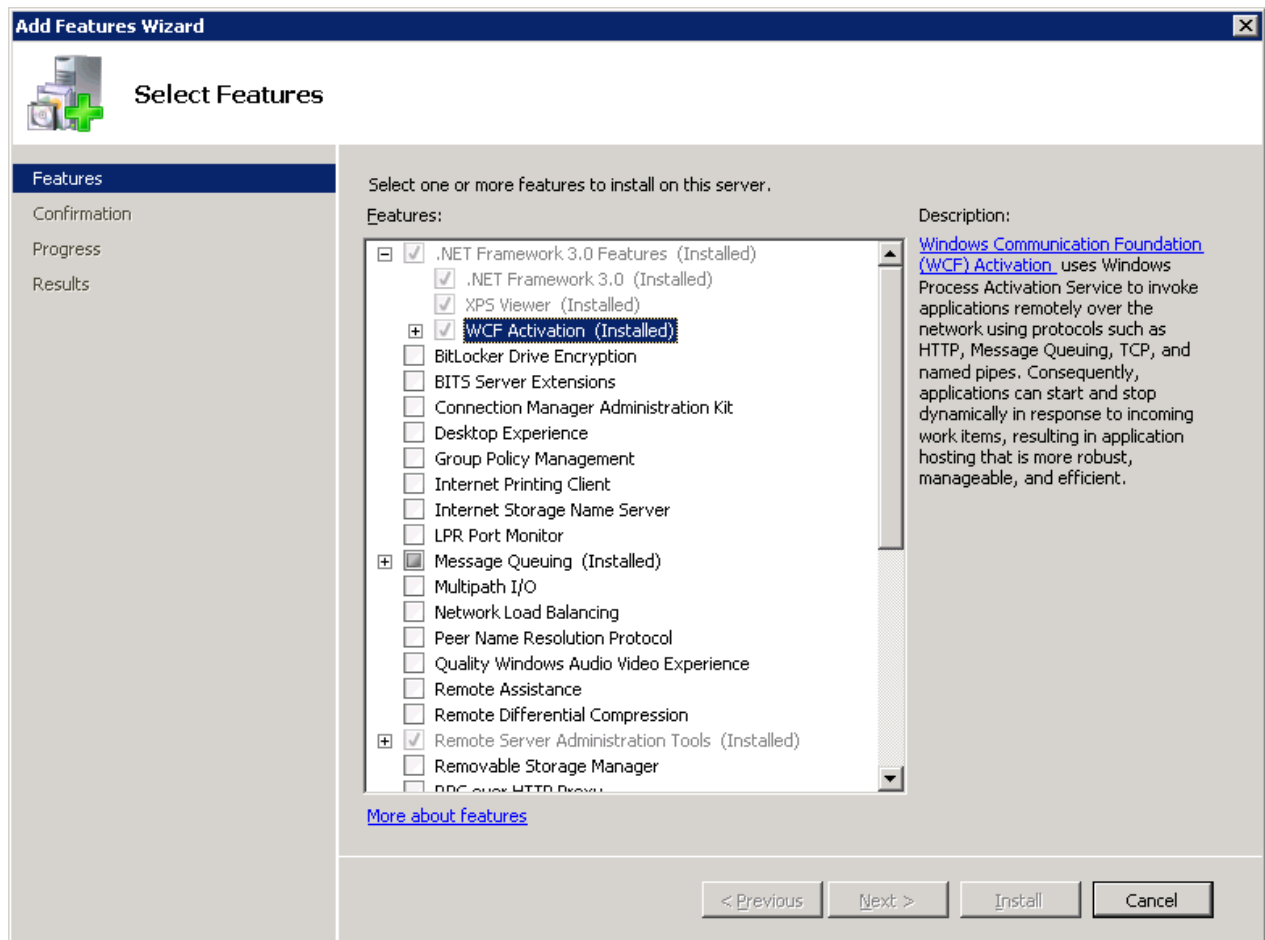 Add Features Wizard
Select Features
Features
Confirmation
Progress
Results
Select one or more features to install on this server.
Features:
.NET Framework 3.0 Features (Installed)
.NET Framework 3.0 (Installed)
XPS Viewer (Installed)
WCF Activation (Installed)
BitLocker Drive Encryption
BITS Server Extensions
Connection Manager Administration Kit
Desktop Experience
Group Policy Management
Internet Printing Client
Internet Storage Name Server
LPR Port Monitor
Message Queuing (Installed)
Multipath I/O
Network Load Balancing
Peer Name Resolution Protocol
Quality Windows Audio Video Experience
Remote Assistance
Remote Differential Compression
Remote Server Administration Tools (Installed)
Removable Storage Manager
RPC over HTTP Proxy
More about features
Description:
Windows Communication Foundation
(WCF) Activation uses Windows
Process Activation Service to invoke
applications remotely over the
network using protocols such as
HTTP, Message Queuing, TCP, and
named pipes. Consequently,
applications can start and stop
dynamically in response to incoming
work items, resulting in application
hosting that is more robust,
manageable, and efficient.
< Previous
Next >
Install
Cancel